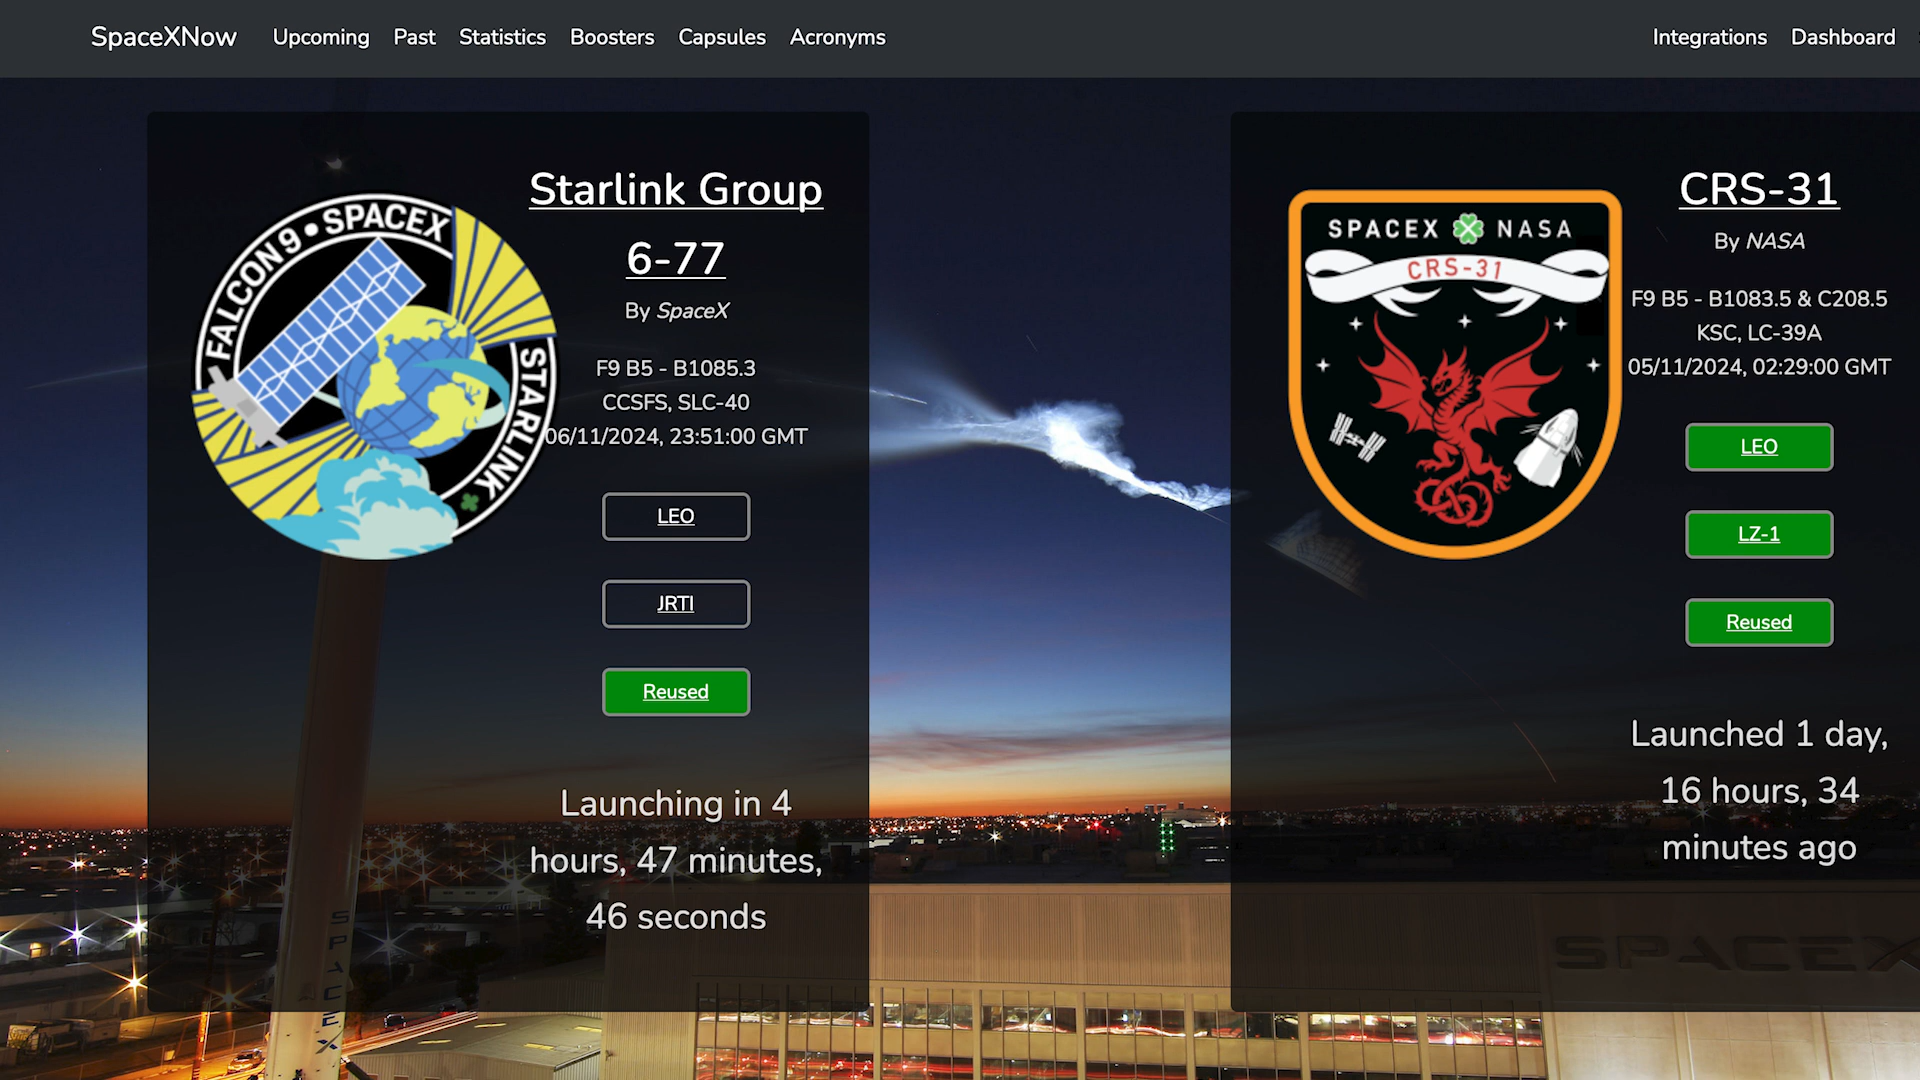 SpaceXNow Upcoming Past Statistics Boosters Capsules Acronyms Integrations Dashboard
FALCON 9 • SPACEX
STARLINK
Starlink Group
6-77
By SpaceX
F9 B5 - B1085.3
CCSFS, SLC-40
06/11/2024, 23:51:00 GMT
LEO
JRTI
Reused
Launching in 4
hours, 47 minutes,
46 seconds
SPACEX NASA
CRS-31
CRS-31
By NASA
F9 B5 - B1083.5 & C208.5
KSC, LC-39A
05/11/2024, 02:29:00 GMT
LEO
LZ-1
Reused
Launched 1 day,
16 hours, 34
minutes ago
SPACEX
SPACEX